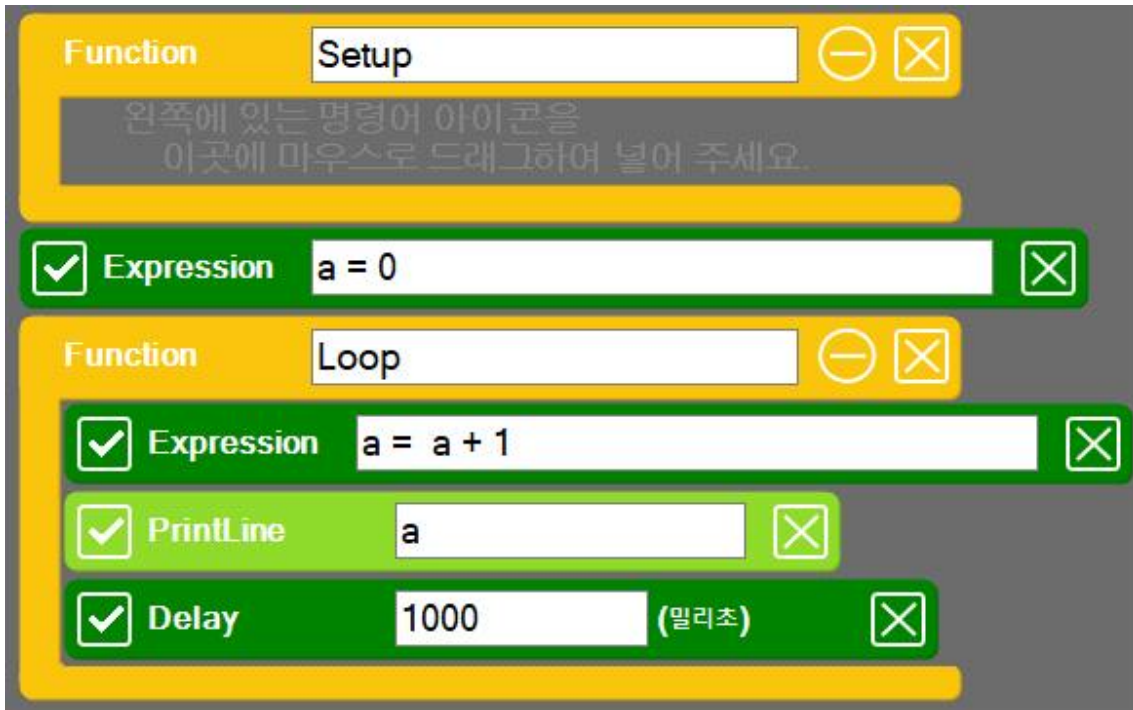 Function Setup
왼쪽에 있는 명령어 아이콘을
이곳에 마우스로 드래그하여 넣어 주세요.
Expression a = 0
Function Loop
Expression a =  a + 1
PrintLine a
Delay 1000 (밀리초)